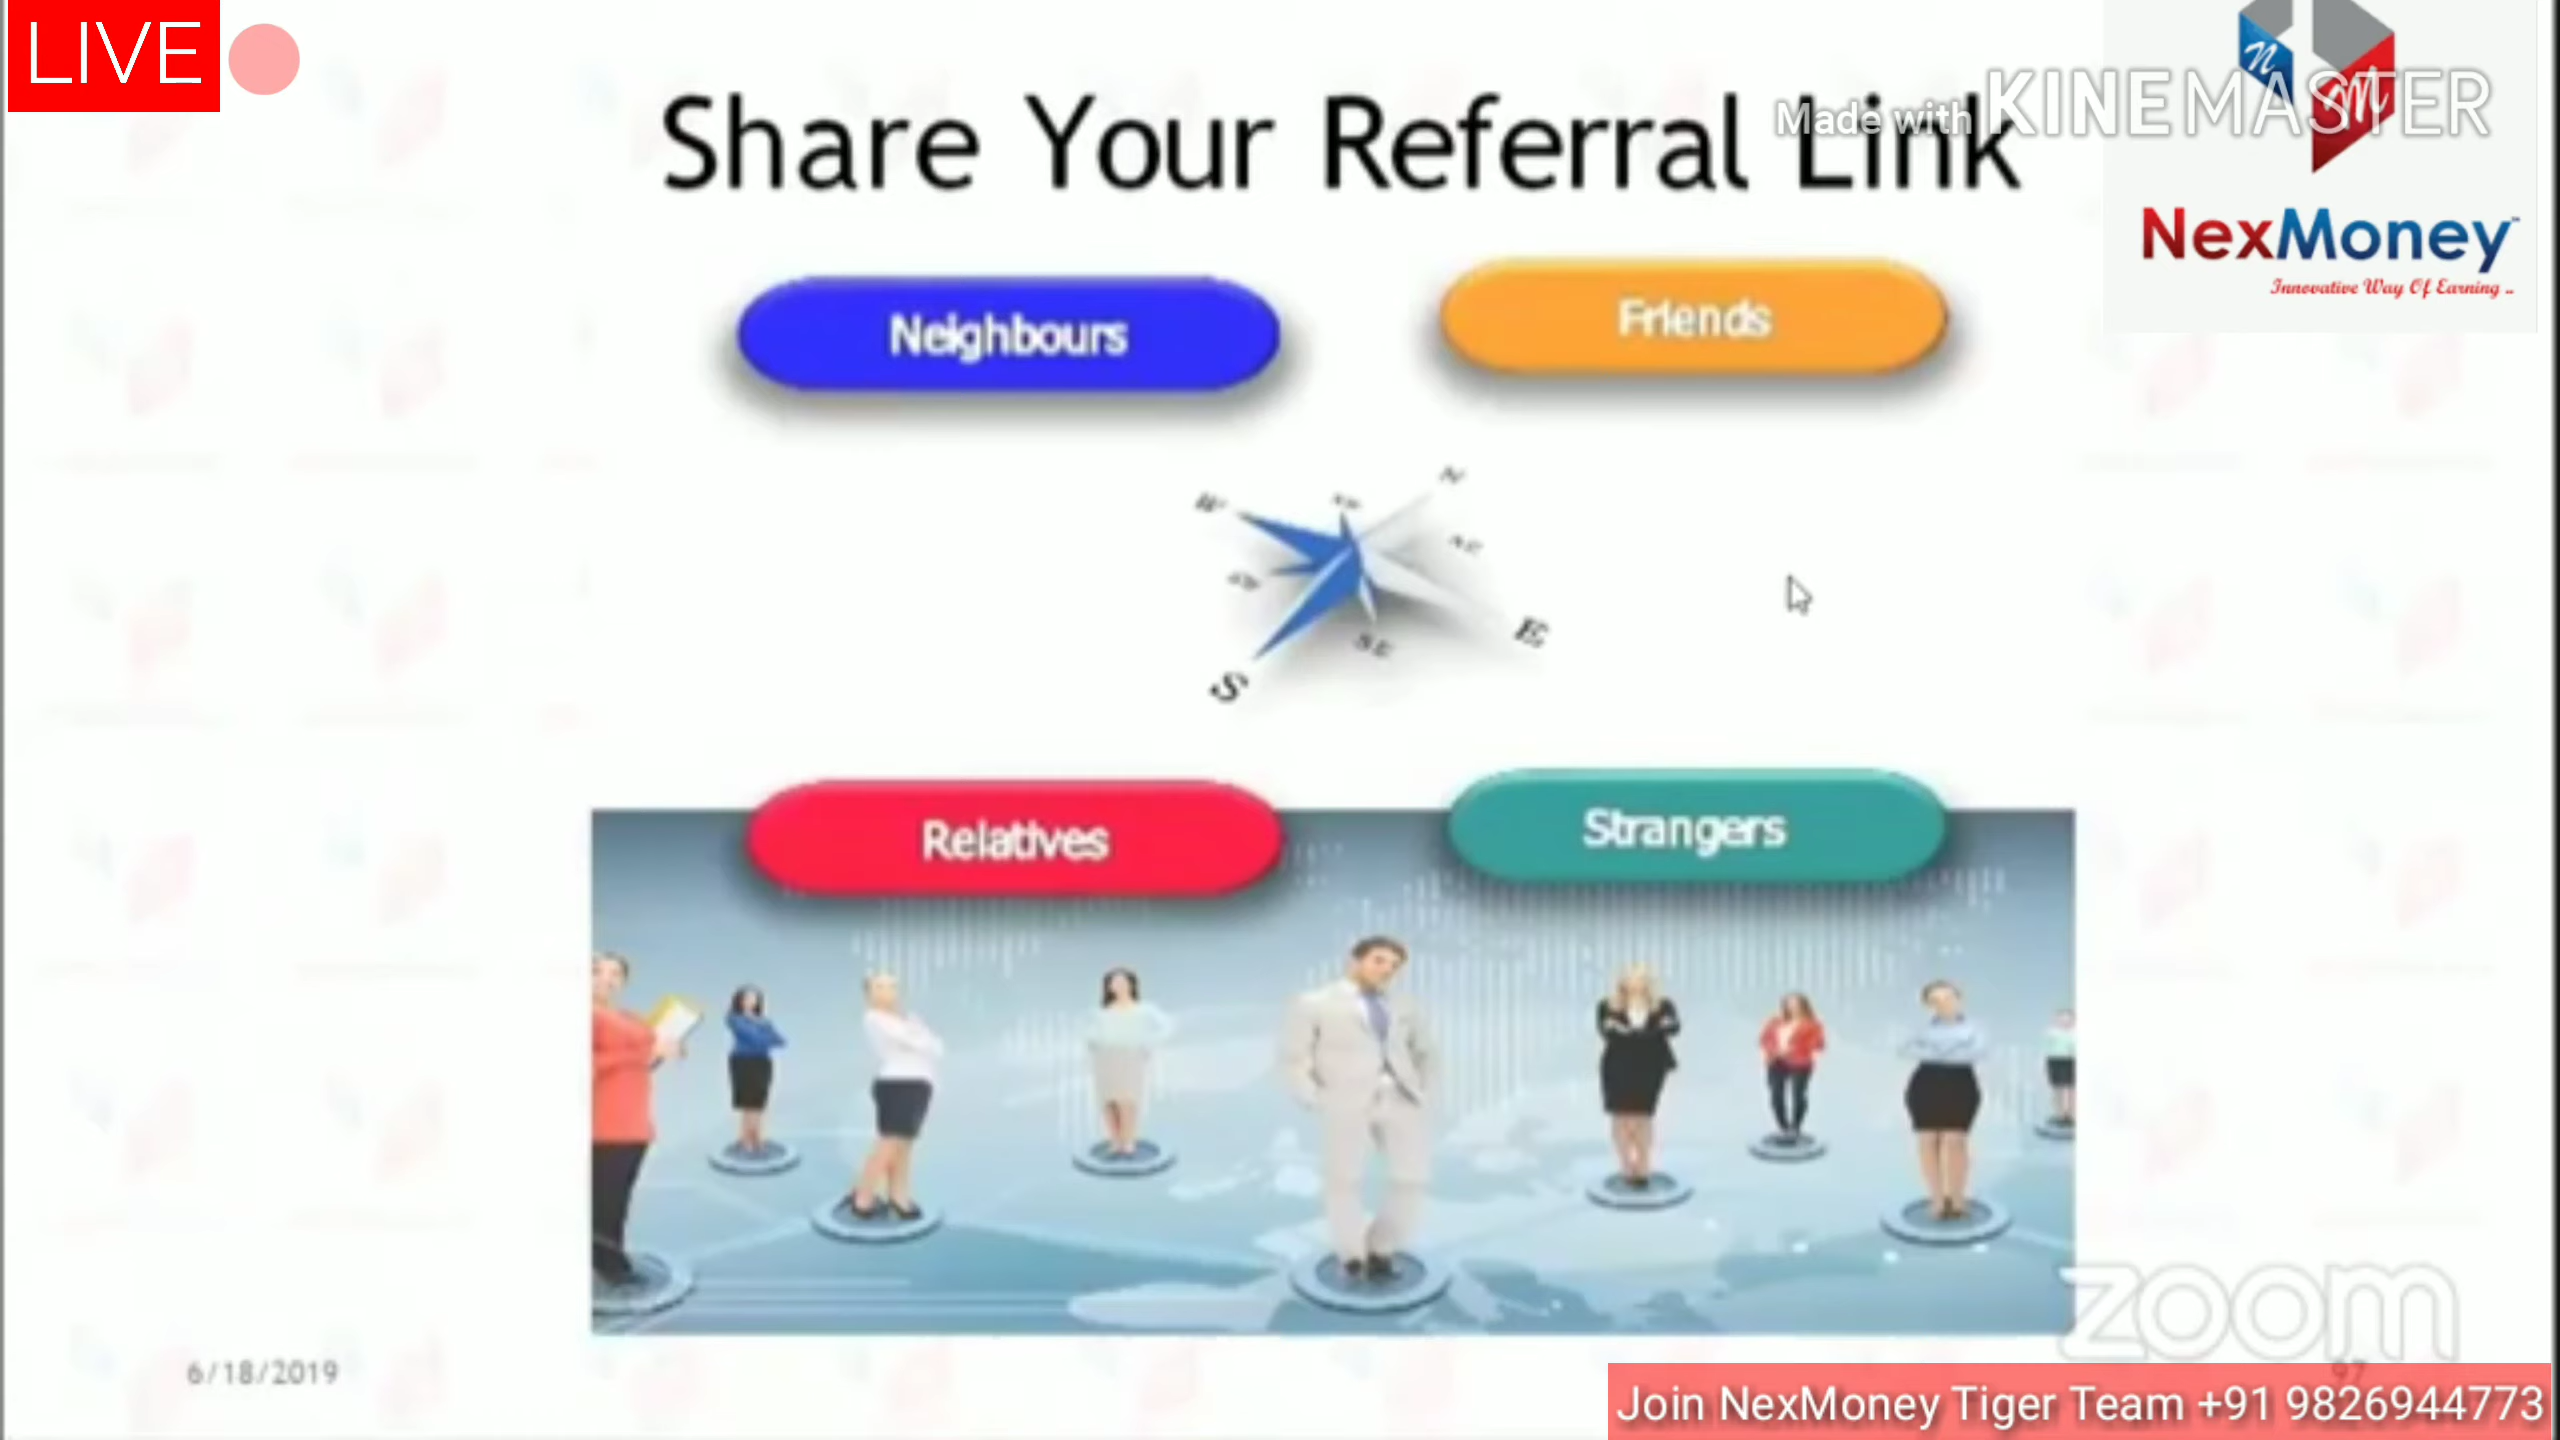 LIVE
Made with KINEMASTER
Share Your Referral Link
NexMoney
Innovative Way Of Earning ..
Neighbours
Friends
N
W
E
SE
S
Relatives
Strangers
zoom
6/18/2019
Join NexMoney Tiger Team +91 9826944773